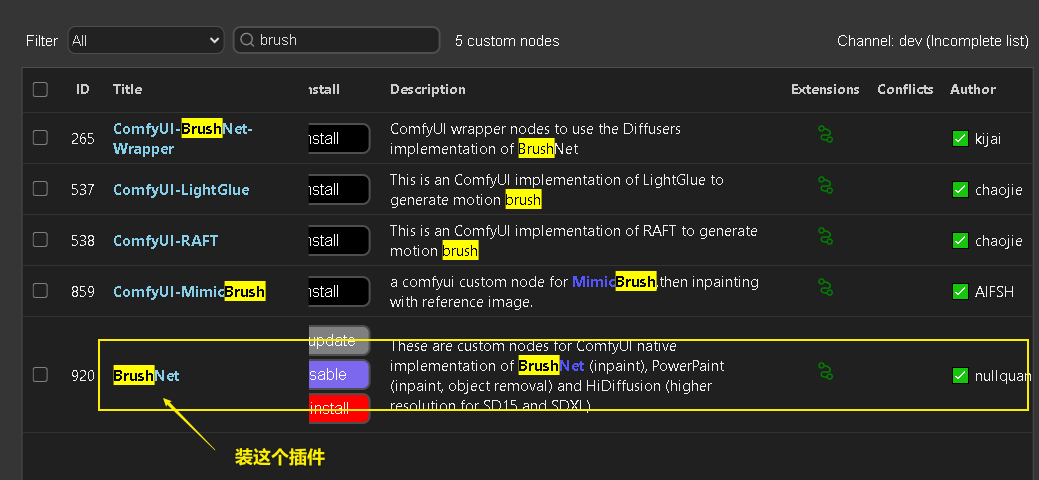 Filter All brush 5 custom nodes Channel: dev (Incomplete list)
ID Title nstall Description Extensions Conflicts Author
265 ComfyUI-BrushNet-Wrapper nstall ComfyUI wrapper nodes to use the Diffusers implementation of BrushNet kijai
537 ComfyUI-LightGlue nstall This is an ComfyUI implementation of LightGlue to generate motion brush chaojie
538 ComfyUI-RAFT nstall This is an ComfyUI implementation of RAFT to generate motion brush chaojie
859 ComfyUI-MimicBrush nstall a comfyui custom node for MimicBrush,then inpainting with reference image. AIFSH
update
These are custom nodes for ComfyUI native
implementation of BrushNet (inpaint), PowerPaint
920 BrushNet sable (inpaint, object removal) and HiDiffusion (higher nullquan
install resolution for SD15 and SDXL)
装这个插件